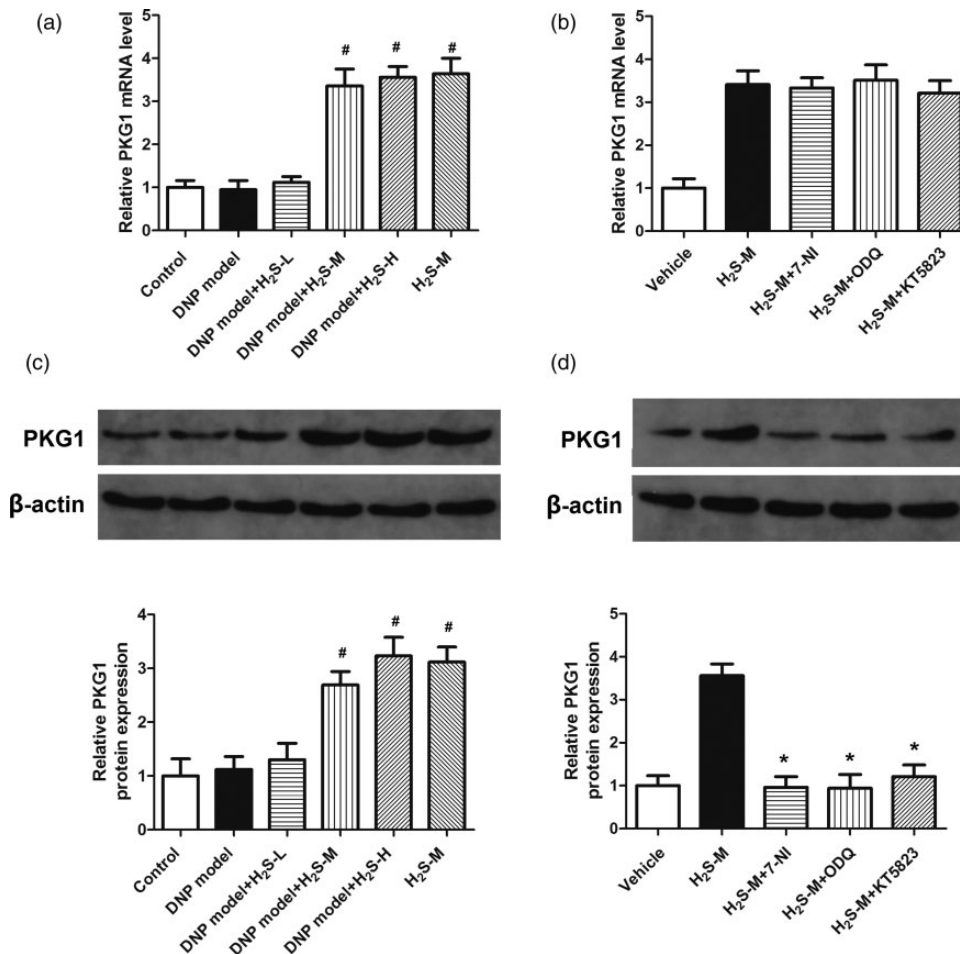 (a)
Relative PKG1 mRNA level
5
4
3
2
1
0
# # #
Control
DNP model
DNP model+H₂S-L
DNP model+H₂S-M
DNP model+H₂S-H
H₂S-M
(b)
Relative PKG1 mRNA level
5
4
3
2
1
0
Vehicle
H₂S-M
H₂S-M+7-NI
H₂S-M+ODQ
H₂S-M+KT5823
(c)
PKG1
β-actin
Relative PKG1
protein expression
4
3
2
1
0
# # #
Control
DNP model
DNP model+H₂S-L
DNP model+H₂S-M
DNP model+H₂S-H
H₂S-M
(d)
PKG1
β-actin
Relative PKG1
protein expression
5
4
3
2
1
0
* * *
Vehicle
H₂S-M
H₂S-M+7-NI
H₂S-M+ODQ
H₂S-M+KT5823